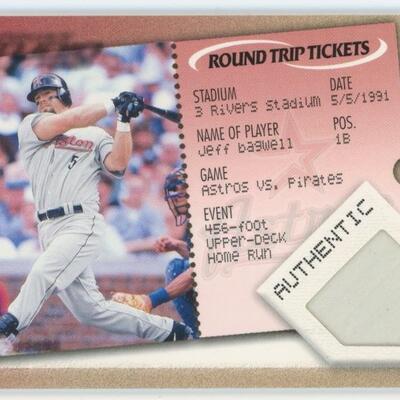 ROUND TRIP TICKETS
STADIUM DATE
3 Rivers Stadium 5/5/1991
NAME OF PLAYER POS.
Jeff Bagwell 1B
GAME
Astros vs. Pirates
EVENT
456-foot
Upper-Deck
Home Run
AUTHENTIC
5